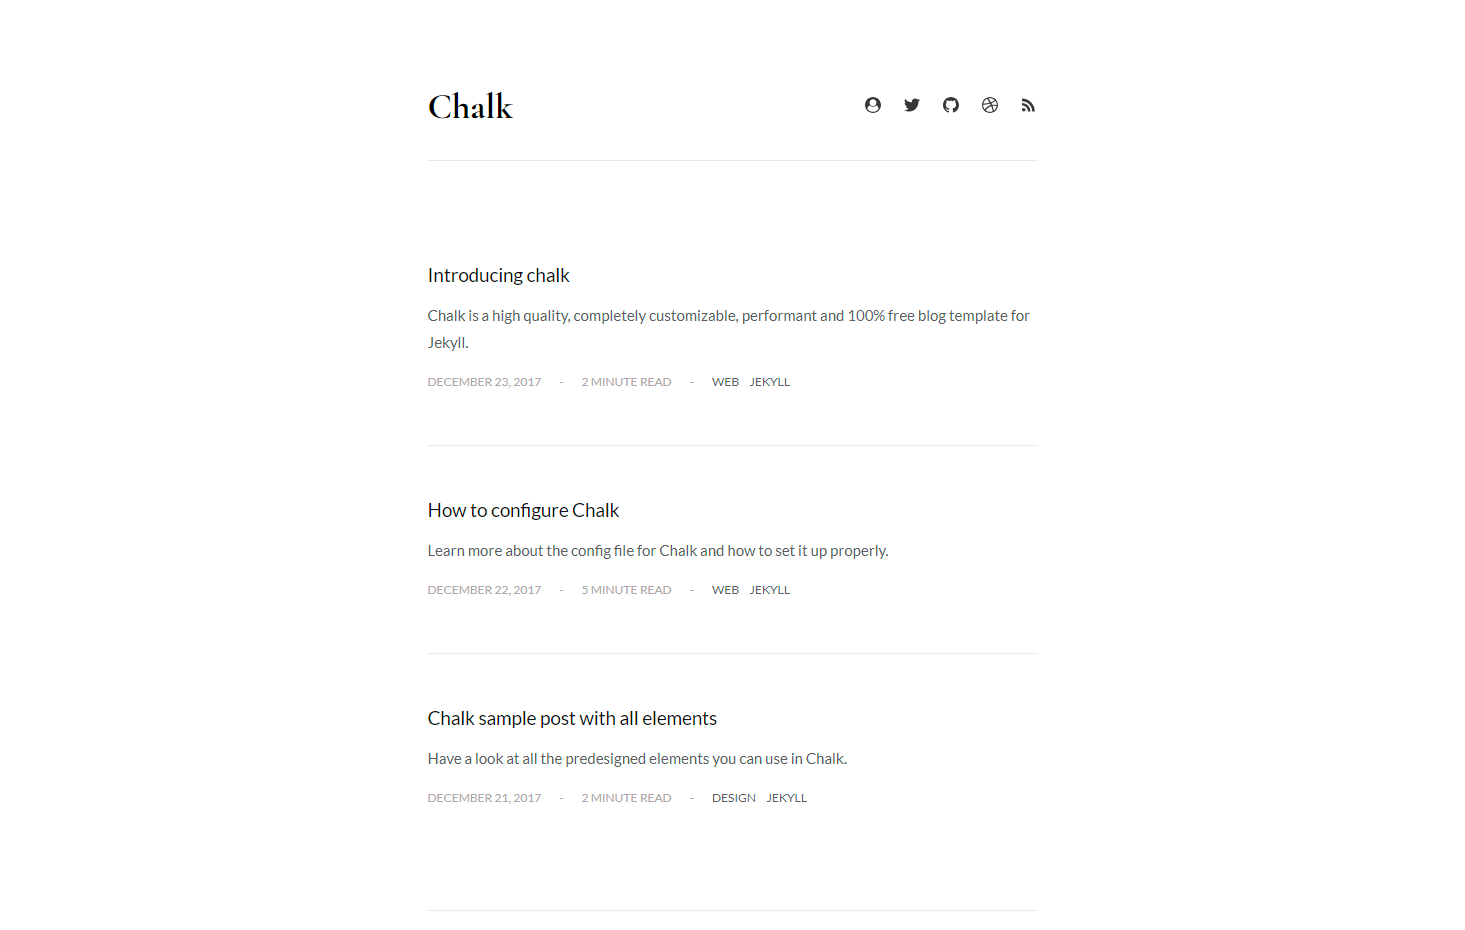 Chalk
Introducing chalk
Chalk is a high quality, completely customizable, performant and 100% free blog template for
Jekyll.
DECEMBER 23, 2017 - 2 MINUTE READ - WEB JEKYLL
How to configure Chalk
Learn more about the config file for Chalk and how to set it up properly.
DECEMBER 22, 2017 - 5 MINUTE READ - WEB JEKYLL
Chalk sample post with all elements
Have a look at all the predesigned elements you can use in Chalk.
DECEMBER 21, 2017 - 2 MINUTE READ - DESIGN JEKYLL